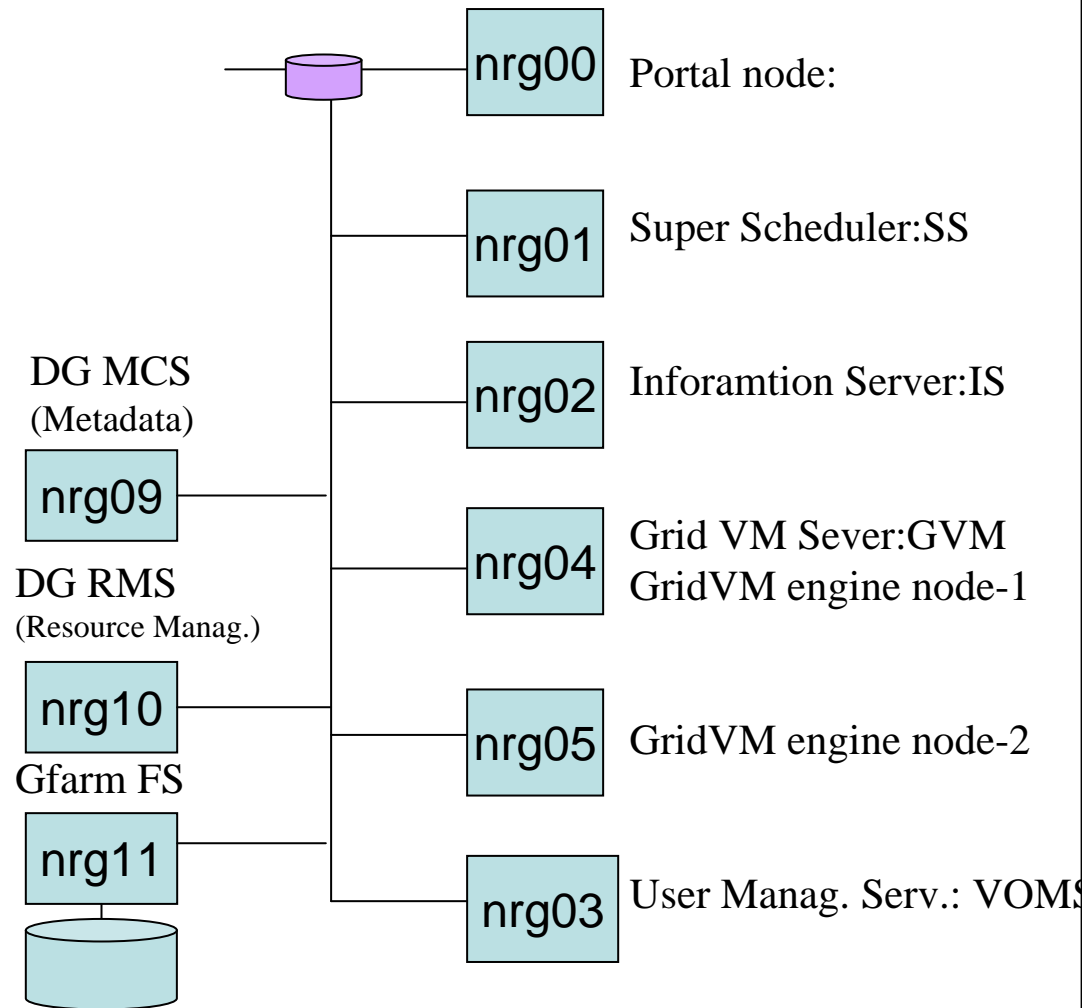 nrg00
Portal node:
nrg01
Super Scheduler:SS
nrg02
Inforamtion Server:IS
DG MCS
(Metadata)
nrg09
nrg04
Grid VM Sever:GVM
GridVM engine node-1
DG RMS
(Resource Manag.)
nrg10
nrg05
GridVM engine node-2
Gfarm FS
nrg11
nrg03
User Manag. Serv.: VOMS